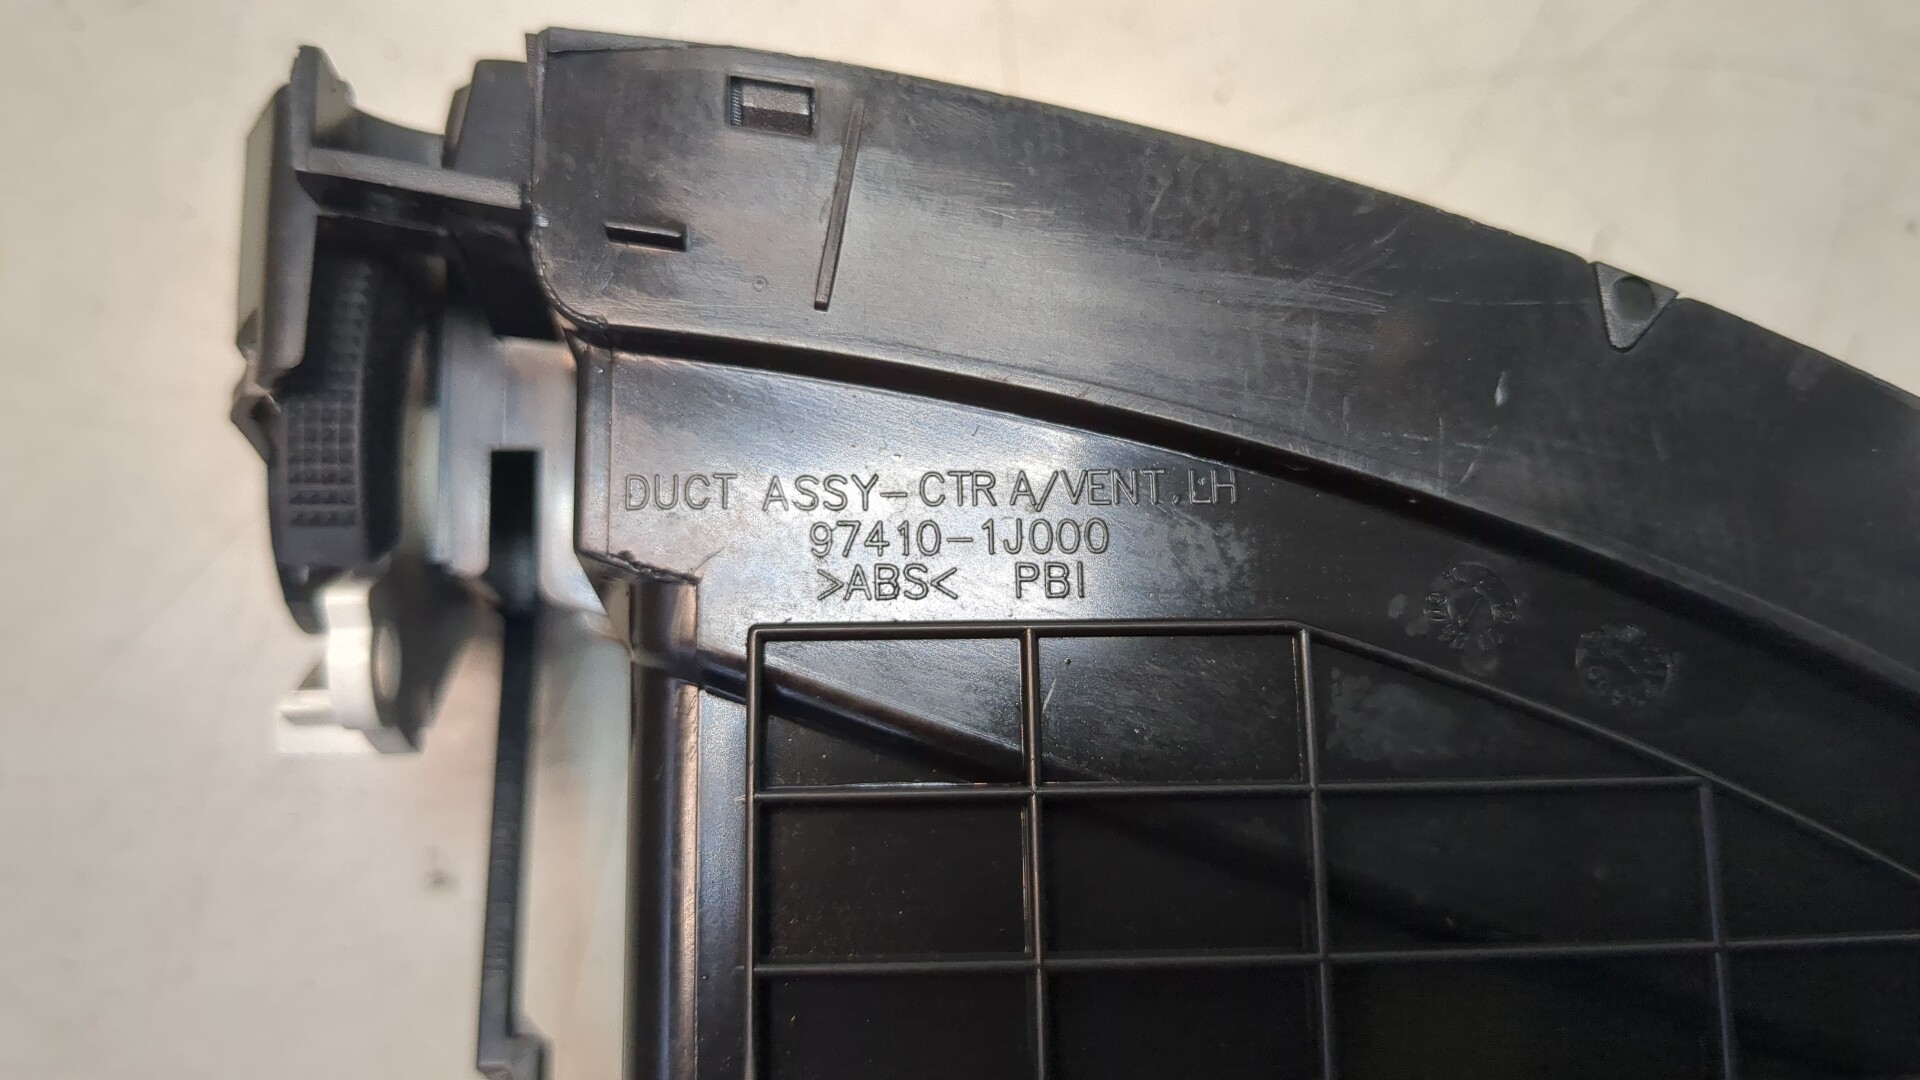 DUCT ASSY-CTR A/VENT, LH
97410-1J000
>ABS< PBI